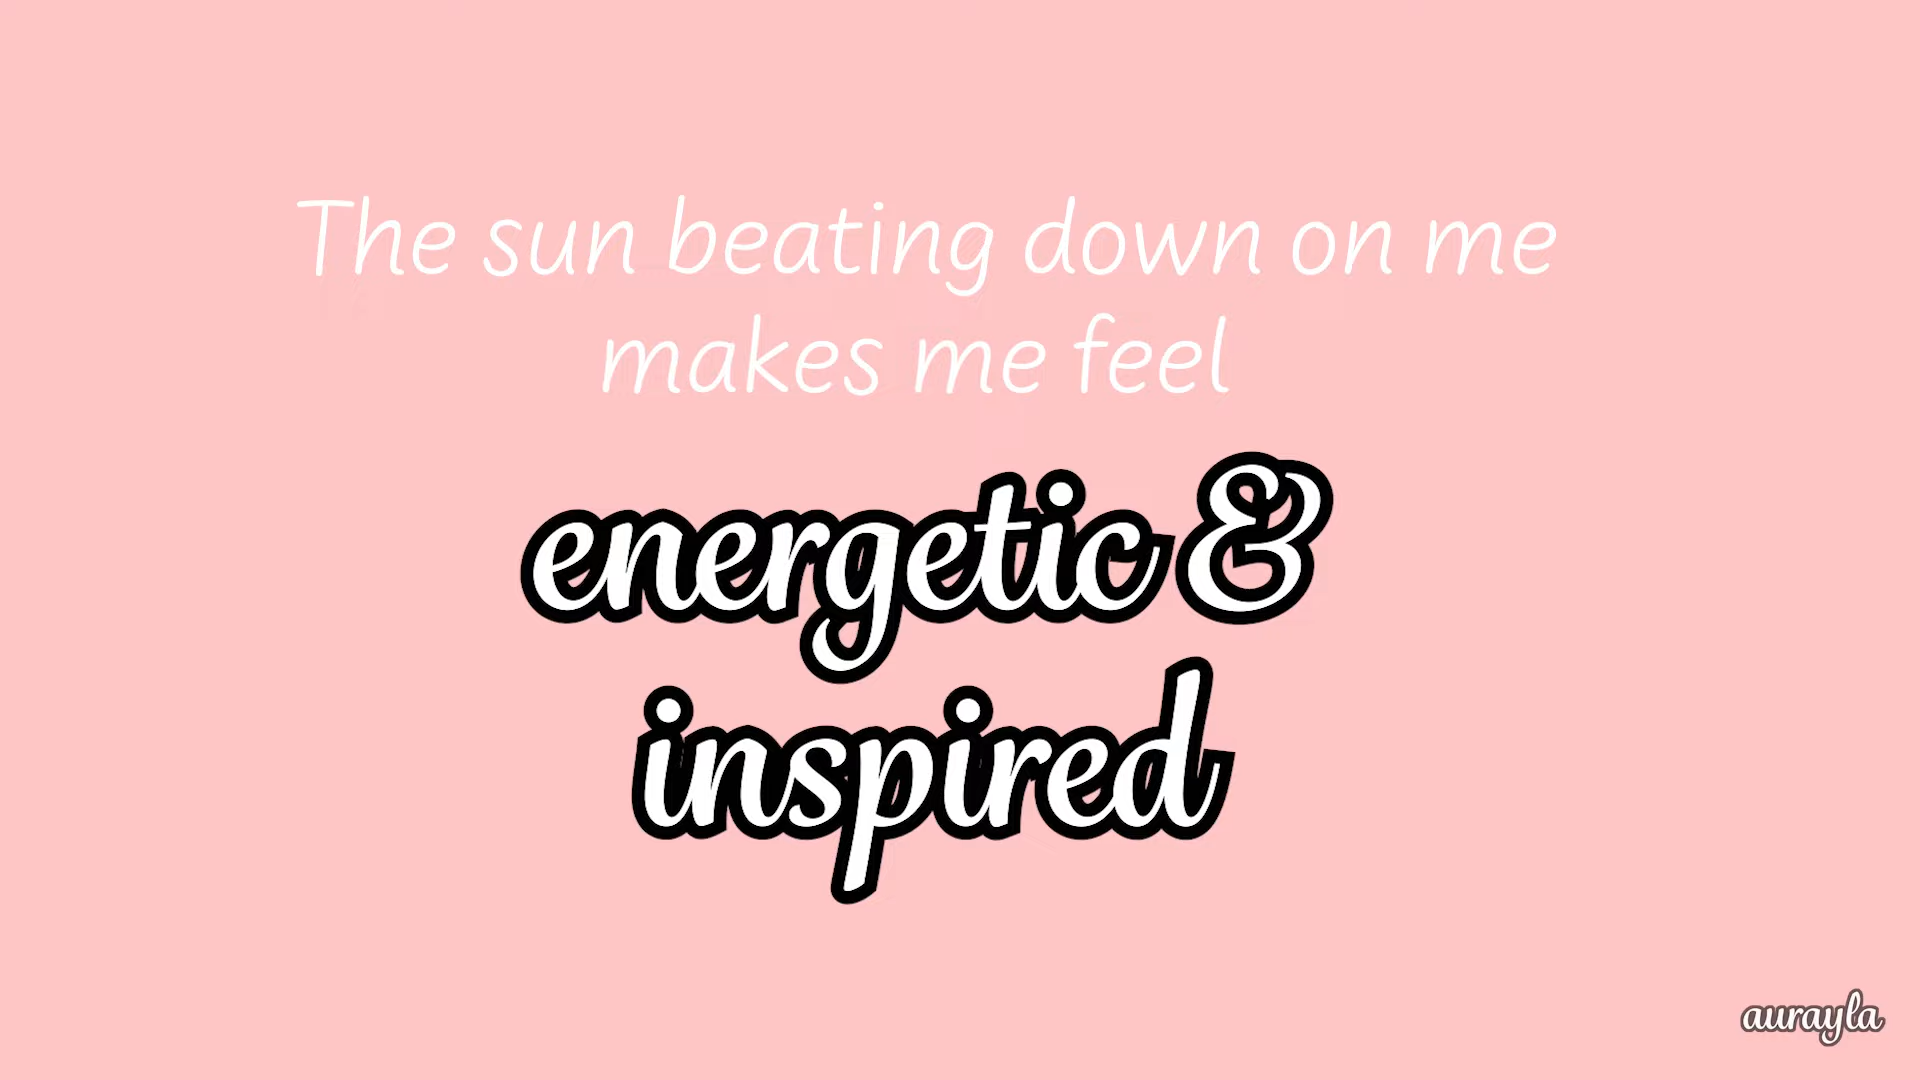 The sun beating down on me
makes me feel
energetic &
inspired
aurayla